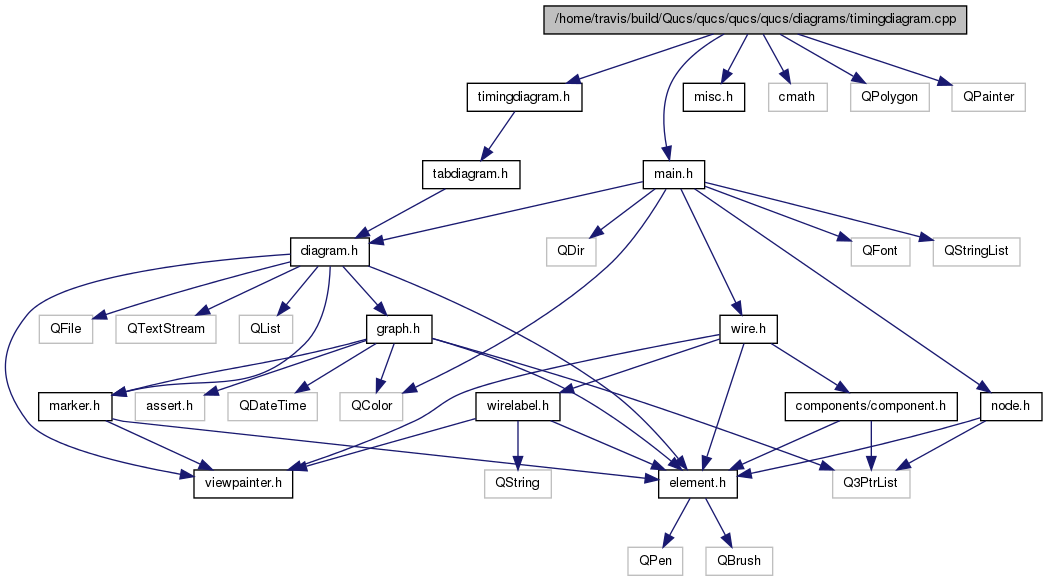 /home/travis/build/Qucs/qucs/qucs/qucs/diagrams/timingdiagram.cpp
timingdiagram.h
misc.h
cmath
QPolygon
QPainter
tabdiagram.h
main.h
diagram.h
QDir
QFont
QStringList
QFile
QTextStream
QList
graph.h
wire.h
marker.h
assert.h
QDateTime
QColor
wirelabel.h
components/component.h
node.h
viewpainter.h
QString
element.h
Q3PtrList
QPen
QBrush